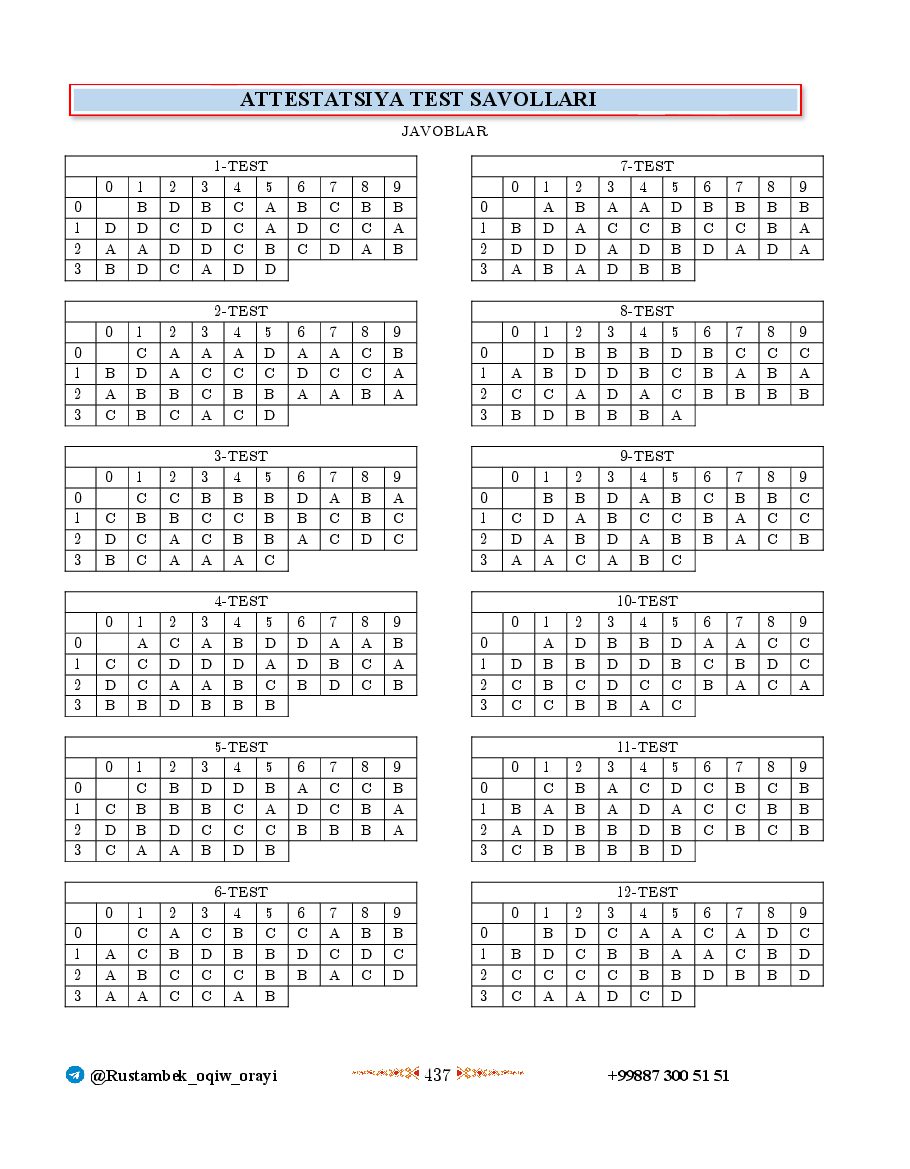 ATTESTATSIYA TEST SAVOLLARI
JAVOBLAR
1-TEST
0 1 2 3 4 5 6 7 8 9
0 B D B C A B C B B
1 D D C D C A D C C A
2 A A D D C B C D A B
3 B D C A D D
2-TEST
0 1 2 3 4 5 6 7 8 9
0 C A A A D A A C B
1 B D A C C C D C C A
2 A B B C B B A A B A
3 C B C A C D
3-TEST
0 1 2 3 4 5 6 7 8 9
0 C C B B B D A B A
1 C B B C C B B C B C
2 D C A C B B A C D C
3 B C A A A C
4-TEST
0 1 2 3 4 5 6 7 8 9
0 A C A B D D A A B
1 C C D D D A D B C A
2 D C A A B C B D C B
3 B B D B B B
5-TEST
0 1 2 3 4 5 6 7 8 9
0 C B D D B A C C B
1 C B B B C A D C B A
2 D B D C C C B B B A
3 C A A B D B
6-TEST
0 1 2 3 4 5 6 7 8 9
0 C A C B C C A B B
1 A C B D B B D C D C
2 A B C C C B B A C D
3 A A C C A B
7-TEST
0 1 2 3 4 5 6 7 8 9
0 A B A A D B B B B
1 B D A C C B C C B A
2 D D D A D B D A D A
3 A B A D B B
8-TEST
0 1 2 3 4 5 6 7 8 9
0 D B B B D B C C C
1 A B D D B C B A B A
2 C C A D A C B B B B
3 B D B B B A
9-TEST
0 1 2 3 4 5 6 7 8 9
0 B B D A B C B B C
1 C D A B C C B A C C
2 D A B D A B B A C B
3 A A C A B C
10-TEST
0 1 2 3 4 5 6 7 8 9
0 A D B B D A A C C
1 D B B D D B C B D C
2 C B C D C C B A C A
3 C C B B A C
11-TEST
0 1 2 3 4 5 6 7 8 9
0 C B A C D C B C B
1 B A B A D A C C B B
2 A D B B D B C B C B
3 C B B B B D
12-TEST
0 1 2 3 4 5 6 7 8 9
0 B D C A A C A D C
1 B D C B B A A C B D
2 C C C C B B D B B D
3 C A A D C D
@Rustambek_oqiw_orayi 437 +99887 300 51 51